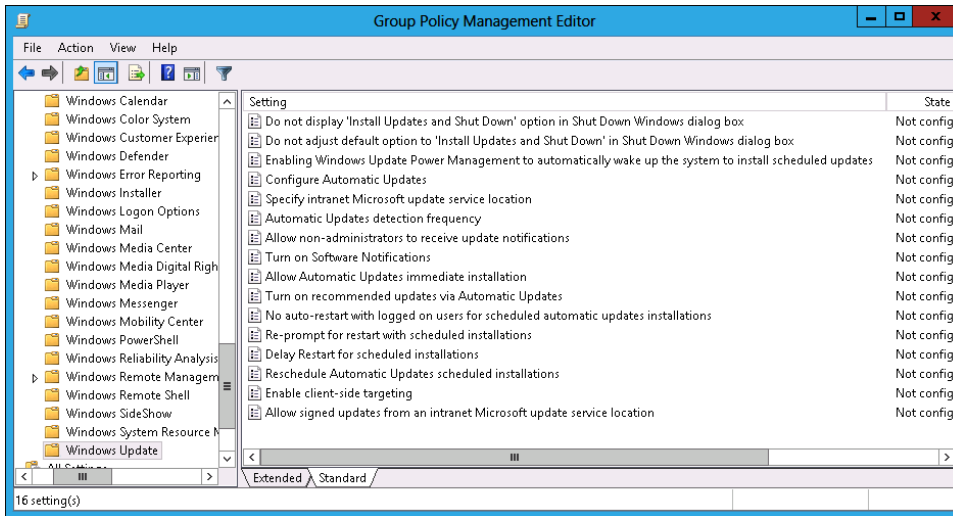 Group Policy Management Editor
File Action View Help
Windows Calendar
Windows Color System
Windows Customer Experier
Windows Defender
Windows Error Reporting
Windows Installer
Windows Logon Options
Windows Mail
Windows Media Center
Windows Media Digital Righ
Windows Media Player
Windows Messenger
Windows Mobility Center
Windows PowerShell
Windows Reliability Analysis
Windows Remote Managem
Windows Remote Shell
Windows SideShow
Windows System Resource M
Windows Update
All Settings
Setting State
Do not display 'Install Updates and Shut Down' option in Shut Down Windows dialog box Not config
Do not adjust default option to 'Install Updates and Shut Down' in Shut Down Windows dialog box Not config
Enabling Windows Update Power Management to automatically wake up the system to install scheduled updates Not config
Configure Automatic Updates Not config
Specify intranet Microsoft update service location Not config
Automatic Updates detection frequency Not config
Allow non-administrators to receive update notifications Not config
Turn on Software Notifications Not config
Allow Automatic Updates immediate installation Not config
Turn on recommended updates via Automatic Updates Not config
No auto-restart with logged on users for scheduled automatic updates installations Not config
Re-prompt for restart with scheduled installations Not config
Delay Restart for scheduled installations Not config
Reschedule Automatic Updates scheduled installations Not config
Enable client-side targeting Not config
Allow signed updates from an intranet Microsoft update service location Not config
Extended Standard
16 setting(s)